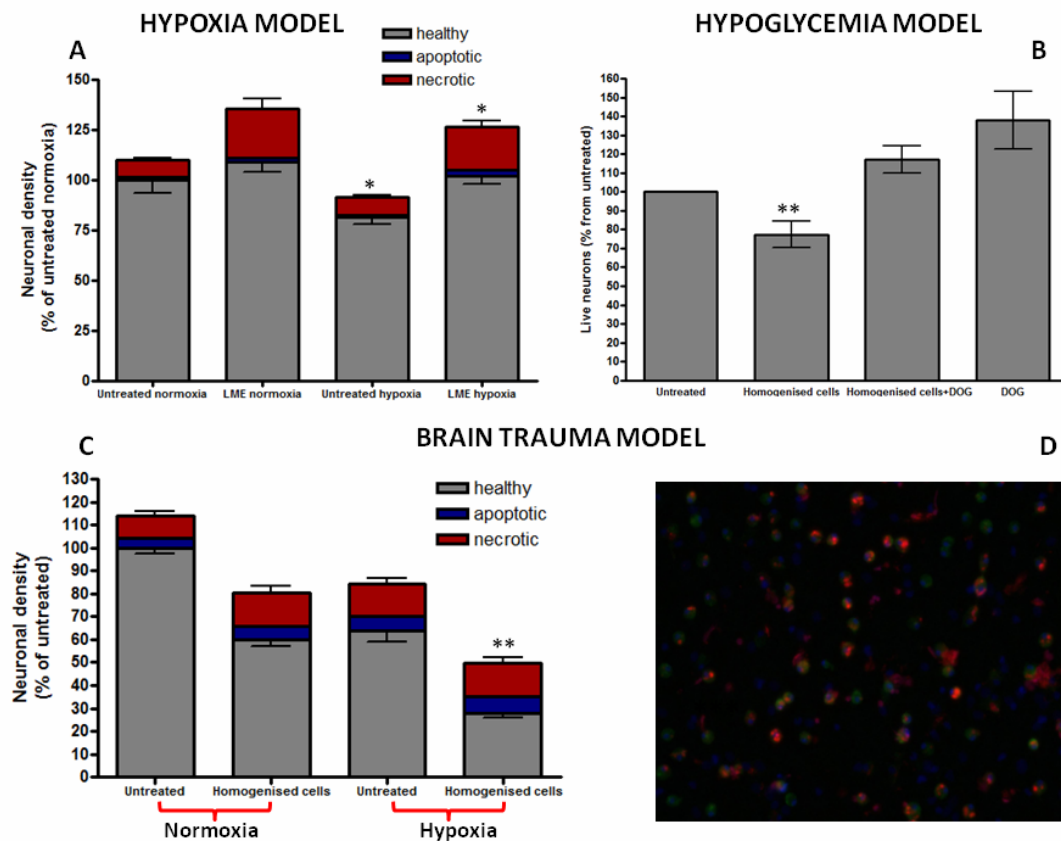 HYPOXIA MODEL
A
healthy
apoptotic
necrotic
Neuronal density
(% of untreated normoxia)
150
125
100
75
50
25
0
*
*
Untreated normoxia
LME normoxia
Untreated hypoxia
LME hypoxia
HYPOGLYCEMIA MODEL
B
Live neurons (% from untreated)
160
150
140
130
120
110
100
90
80
70
60
50
40
30
20
10
0
**
Untreated
Homogenised cells
Homogenised cells+DOG
DOG
BRAIN TRAUMA MODEL
C
healthy
apoptotic
necrotic
Neuronal density
(% of untreated)
130
120
110
100
90
80
70
60
50
40
30
20
10
0
**
Untreated
Homogenised cells
Untreated
Homogenised cells
Normoxia
Hypoxia
D